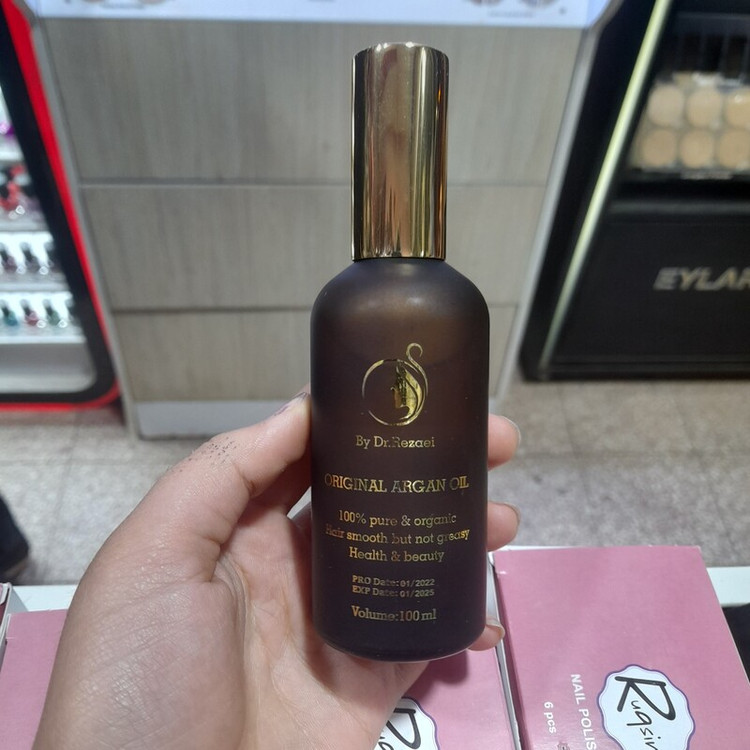 By Dr.Rezaei
ORIGINAL ARGAN OIL
100% pure & organic
Hair smooth but not greasy
Health & beauty
PRO Date: 01/2022
EXP Date: 01/2025
Volume:100 ml
NAIL POLIS
6 pcs